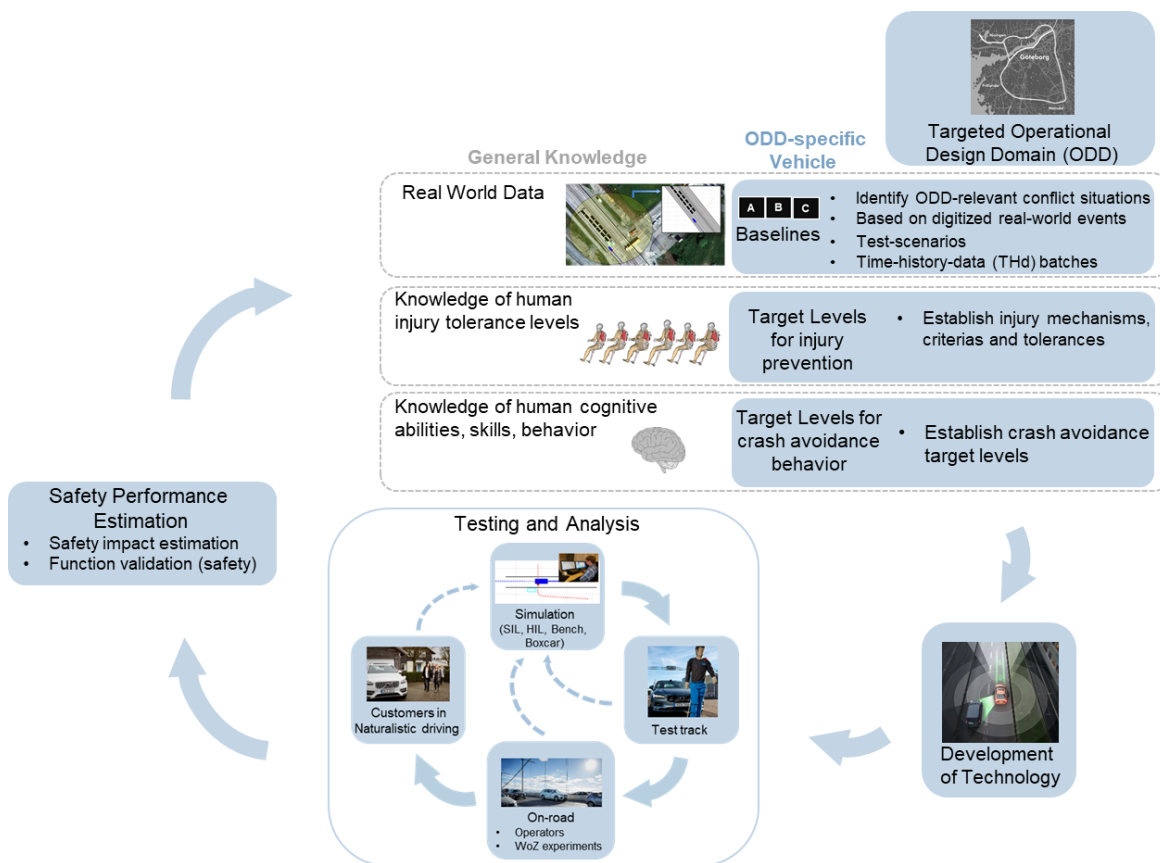 Göteborg
Targeted Operational
Design Domain (ODD)
General Knowledge
ODD-specific
Vehicle
Real World Data
A B C
Baselines
• Identify ODD-relevant conflict situations
• Based on digitized real-world events
• Test-scenarios
• Time-history-data (THd) batches
Knowledge of human
injury tolerance levels
Target Levels
for injury
prevention
• Establish injury mechanisms,
criterias and tolerances
Knowledge of human cognitive
abilities, skills, behavior
Target Levels for
crash avoidance
behavior
• Establish crash avoidance
target levels
Safety Performance
Estimation
• Safety impact estimation
• Function validation (safety)
Testing and Analysis
Simulation
(SIL, HIL, Bench,
Boxcar)
Customers in
Naturalistic driving
Test track
On-road
• Operators
• WoZ experiments
Development
of Technology